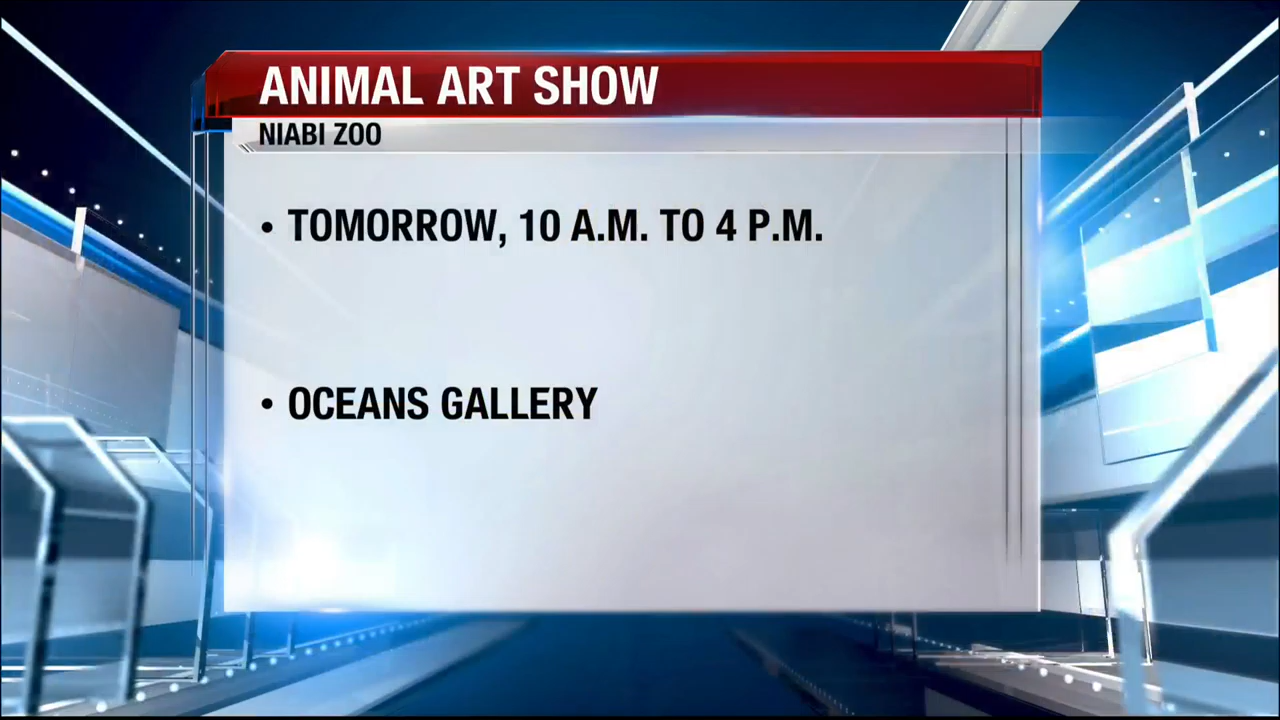 ANIMAL ART SHOW
NIABI ZOO
• TOMORROW, 10 A.M. TO 4 P.M.
• OCEANS GALLERY